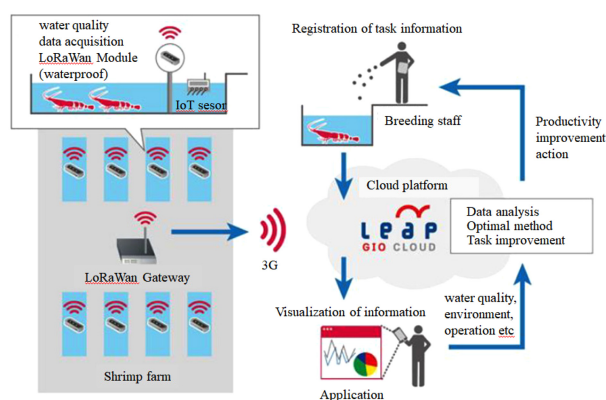 water quality
data acquisition
LoRaWan Module
(waterproof)
IoT sesor
LoRaWan Gateway
Shrimp farm
3G
Registration of task information
Breeding staff
Cloud platform
Leap
GIO CLOUD
Visualization of information
Application
water quality,
environment,
operation etc
Data analysis
Optimal method
Task improvement
Productivity
improvement
action